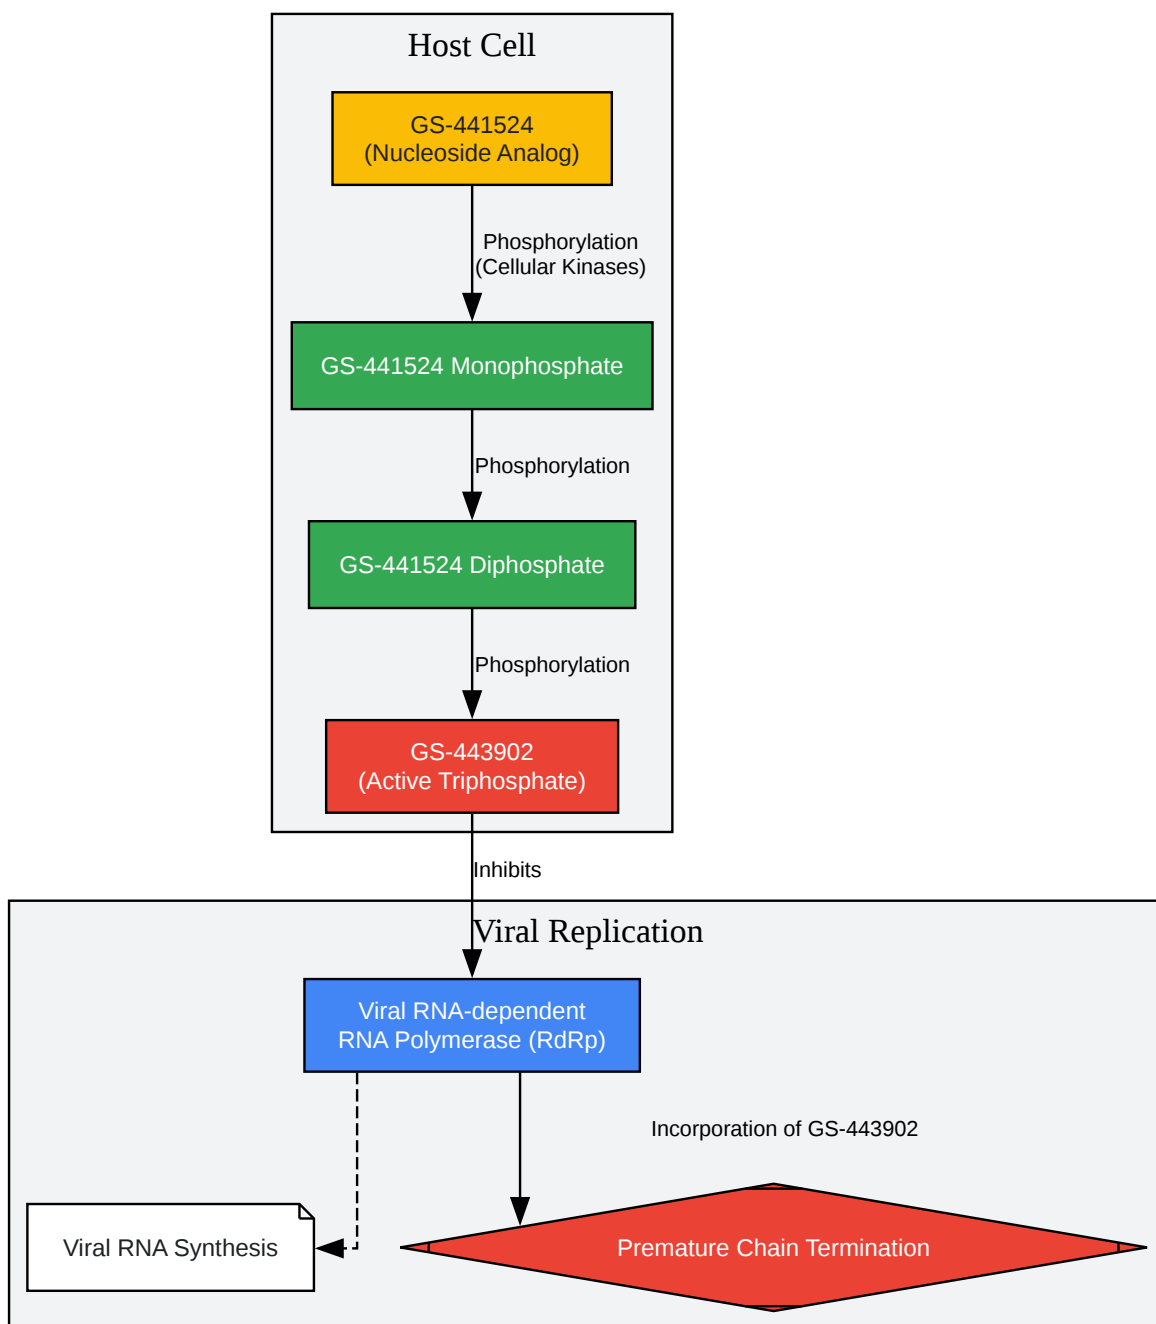 Host Cell
GS-441524
(Nucleoside Analog)
Phosphorylation
(Cellular Kinases)
GS-441524 Monophosphate
Phosphorylation
GS-441524 Diphosphate
Phosphorylation
GS-443902
(Active Triphosphate)
Inhibits
Viral Replication
Viral RNA-dependent
RNA Polymerase (RdRp)
Incorporation of GS-443902
Viral RNA Synthesis
Premature Chain Termination